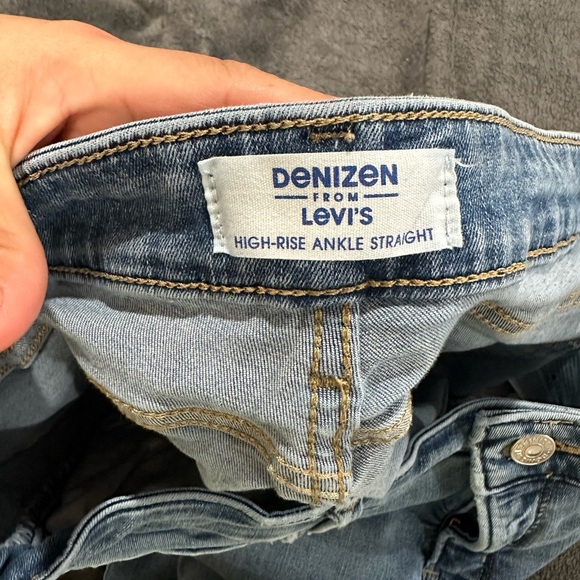 DENIZEN
FROM
LEVI'S
HIGH-RISE ANKLE STRAIGHT